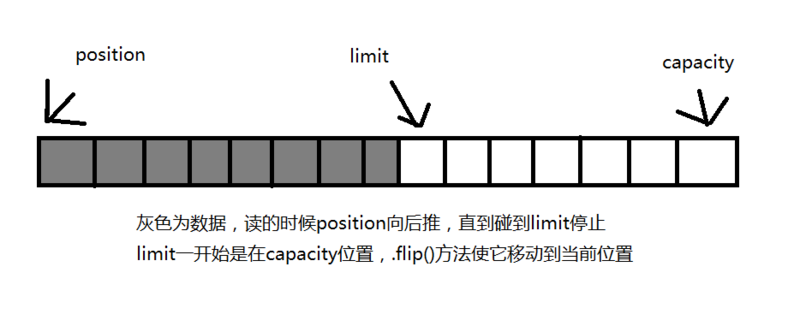 position
limit
capacity
灰色为数据，读的时候position向后推，直到碰到limit停止
limit一开始是在capacity位置，.flip()方法使它移动到当前位置